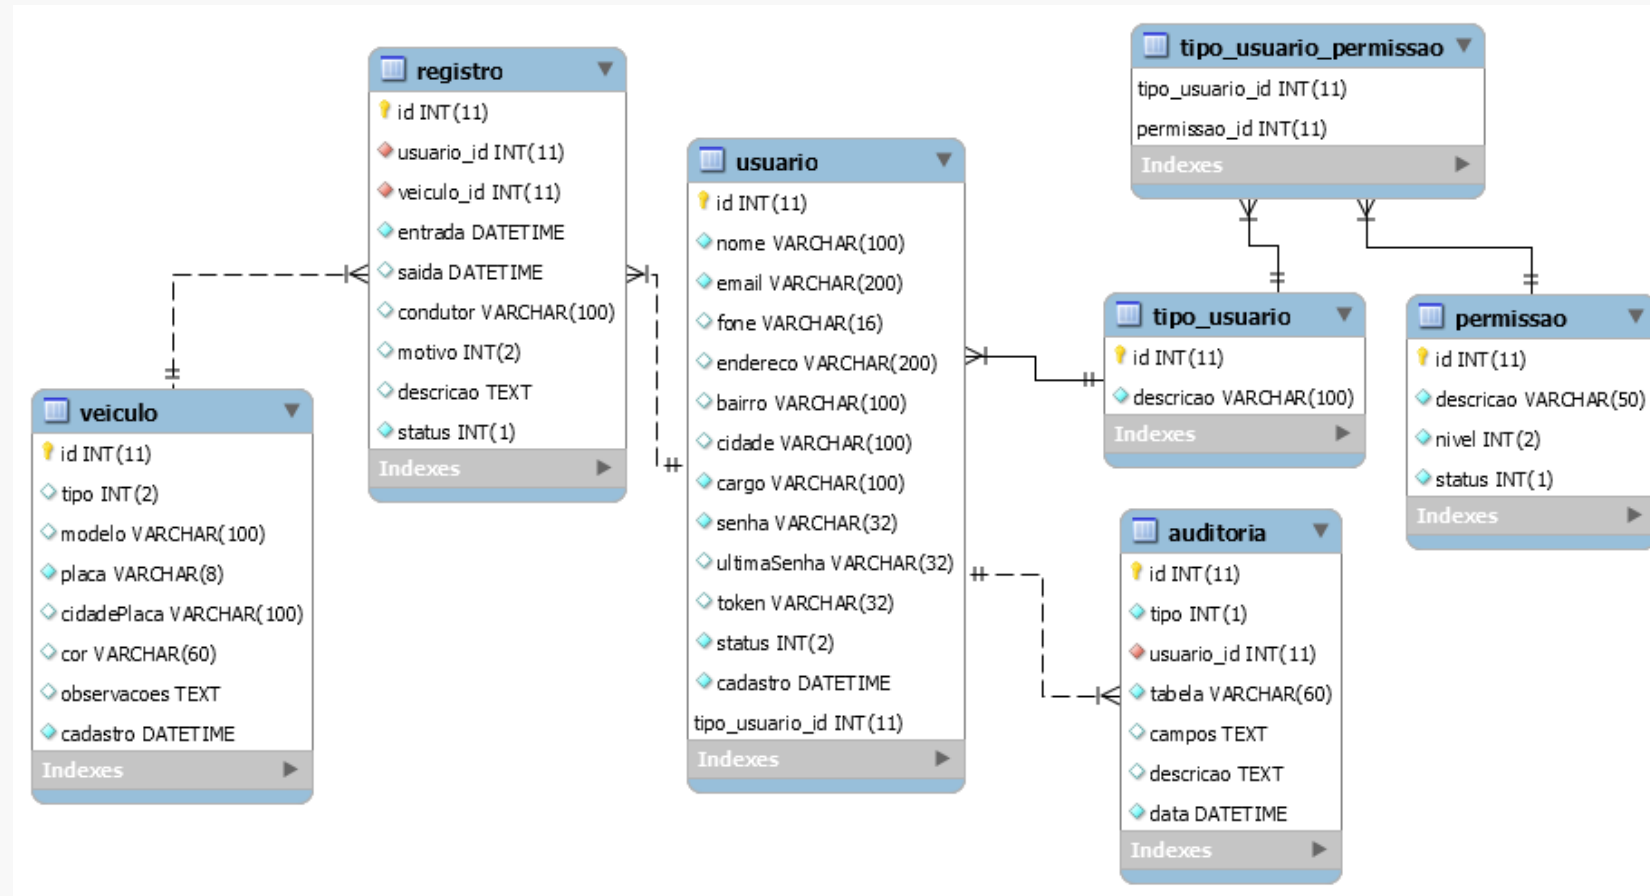 registro
id INT(11)
usuario_id INT(11)
veiculo_id INT(11)
entrada DATETIME
saida DATETIME
condutor VARCHAR(100)
motivo INT(2)
descricao TEXT
status INT(1)
Indexes
veiculo
id INT(11)
tipo INT(2)
modelo VARCHAR(100)
placa VARCHAR(8)
cidadePlaca VARCHAR(100)
cor VARCHAR(60)
observacoes TEXT
cadastro DATETIME
Indexes
usuario
id INT(11)
nome VARCHAR(100)
email VARCHAR(200)
fone VARCHAR(16)
endereco VARCHAR(200)
bairro VARCHAR(100)
cidade VARCHAR(100)
cargo VARCHAR(100)
senha VARCHAR(32)
ultimaSenha VARCHAR(32)
token VARCHAR(32)
status INT(2)
cadastro DATETIME
tipo_usuario_id INT(11)
Indexes
tipo_usuario_permissao
tipo_usuario_id INT(11)
permissao_id INT(11)
Indexes
tipo_usuario
id INT(11)
descricao VARCHAR(100)
Indexes
permissao
id INT(11)
descricao VARCHAR(50)
nivel INT(2)
status INT(1)
Indexes
auditoria
id INT(11)
tipo INT(1)
usuario_id INT(11)
tabela VARCHAR(60)
campos TEXT
descricao TEXT
data DATETIME
Indexes